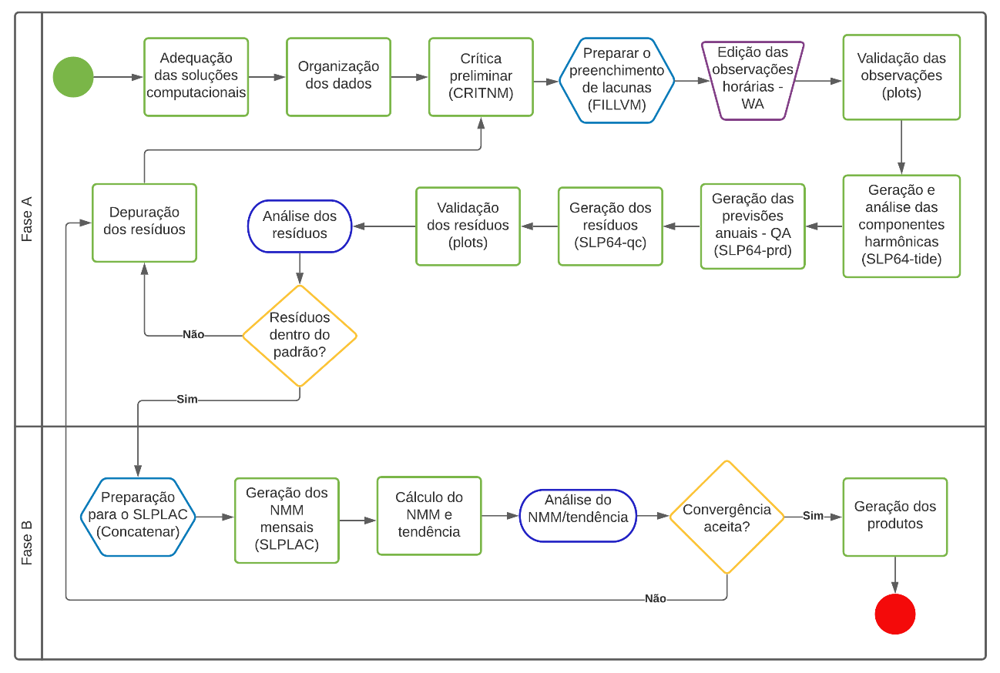 Fase A
Adequação
das soluções
computacionais
Organização
dos dados
Crítica
preliminar
(CRITNM)
Preparar o
preenchimento
de lacunas
(FILLVM)
Edição das
observações
horárias -
WA
Validação das
observações
(plots)
Geração e
análise das
componentes
harmônicas
(SLP64-tide)
Geração das
previsões
anuais - QA
(SLP64-prd)
Geração dos
resíduos
(SLP64-qc)
Validação
dos resíduos
(plots)
Análise dos
resíduos
Resíduos
dentro do
padrão?
Não
Depuração
dos resíduos
Sim
Fase B
Preparação
para o SLPLAC
(Concatenar)
Geração dos
NMM
mensais
(SLPLAC)
Cálculo do
NMM e
tendência
Análise do
NMM/tendência
Convergência
aceita?
Sim
Geração dos
produtos
Não